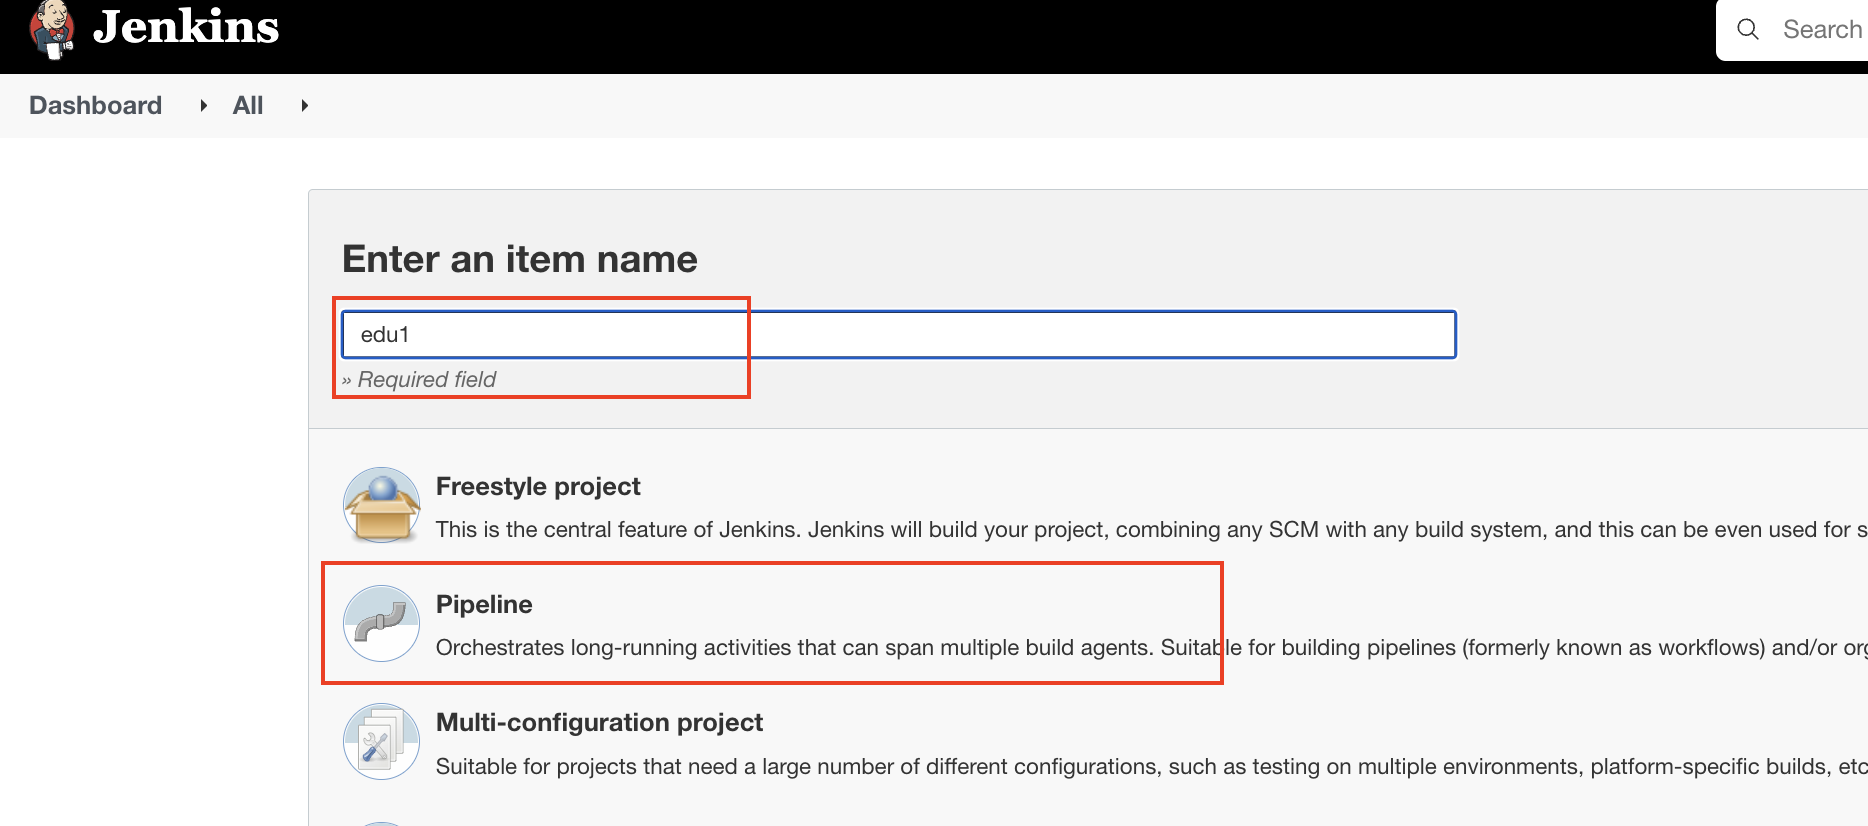 Jenkins
Search
Dashboard All
Enter an item name
edu1
» Required field
Freestyle project
This is the central feature of Jenkins. Jenkins will build your project, combining any SCM with any build system, and this can be even used for s
Pipeline
Orchestrates long-running activities that can span multiple build agents. Suitable for building pipelines (formerly known as workflows) and/or org
Multi-configuration project
Suitable for projects that need a large number of different configurations, such as testing on multiple environments, platform-specific builds, etc